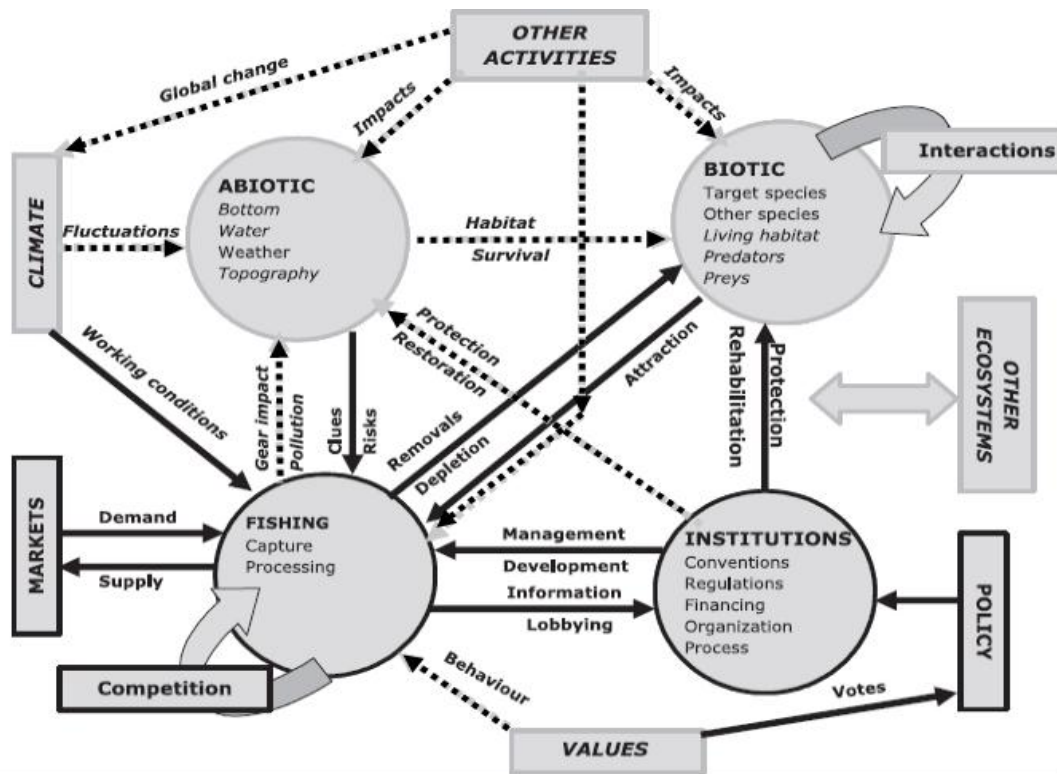 OTHER
ACTIVITIES
Global change
Impacts
Impacts
Interactions
CLIMATE
Fluctuations
ABIOTIC
Bottom
Water
Weather
Topography
Habitat
Survival
BIOTIC
Target species
Other species
Living habitat
Predators
Preys
Working conditions
Gear impact
Pollution
Clues
Risks
Protection
Restoration
Removals
Depletion
Attraction
Rehabilitation
Protection
OTHER
ECOSYSTEMS
MARKETS
Demand
Supply
FISHING
Capture
Processing
Management
Development
Information
Lobbying
INSTITUTIONS
Conventions
Regulations
Financing
Organization
Process
POLICY
Competition
Behaviour
VALUES
Votes